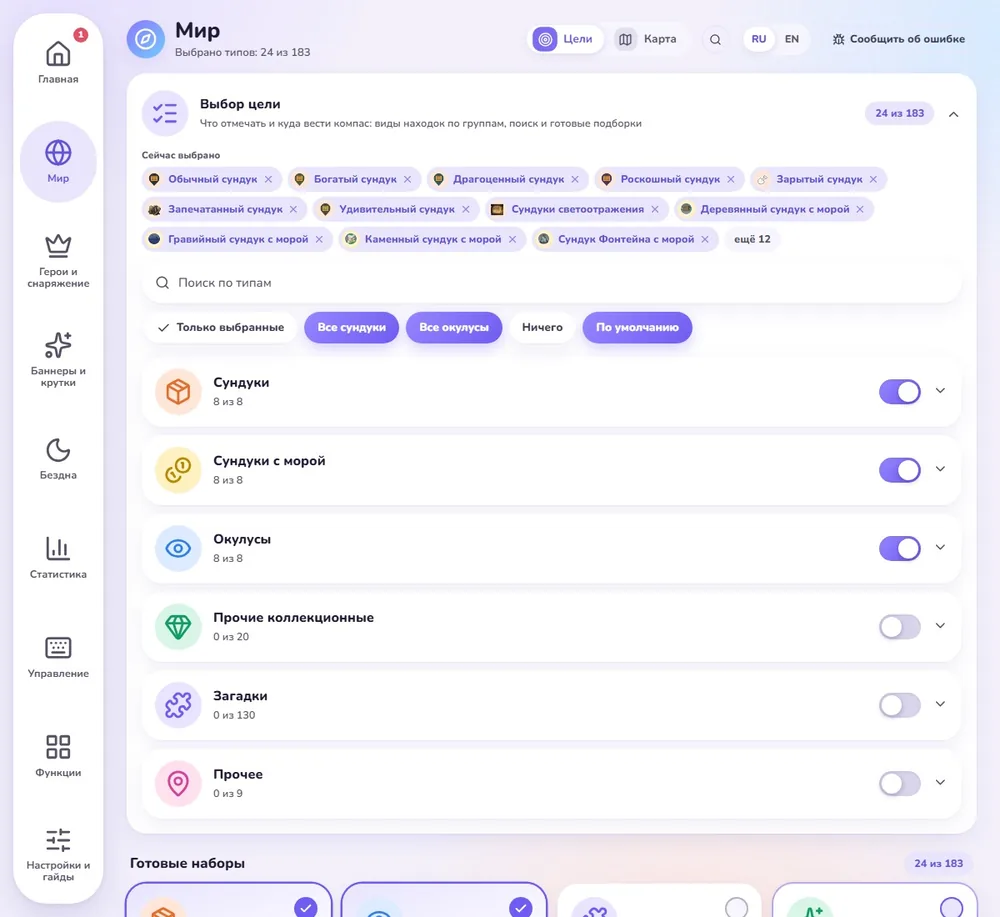 1
Главная
Мир
Герои и
снаряжение
Баннеры и
крутки
Бездна
Статистика
Управление
Функции
Настройки и
гайды
Мир
Выбрано типов: 24 из 183
Цели
Карта
RU
EN
Сообщить об ошибке
Выбор цели
Что отмечать и куда вести компас: виды находок по группам, поиск и готовые подборки
24 из 183
Сейчас выбрано
Обычный сундук × Богатый сундук × Драгоценный сундук × Роскошный сундук × Зарытый сундук ×
Запечатанный сундук × Удивительный сундук × Сундуки светоотражения × Деревянный сундук с морой ×
Гравийный сундук с морой × Каменный сундук с морой × Сундук Фонтейна с морой × ещё 12
Поиск по типам
Только выбранные
Все сундуки
Все окулусы
Ничего
По умолчанию
Сундуки
8 из 8
Сундуки с морой
8 из 8
Окулусы
8 из 8
Прочие коллекционные
0 из 20
Загадки
0 из 130
Прочее
0 из 9
Готовые наборы
24 из 183